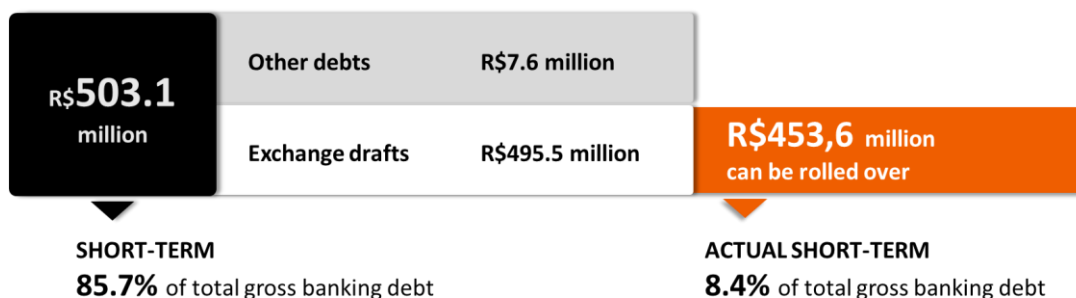 R$503.1
million
Other debts R$7.6 million
Exchange drafts R$495.5 million
R$453,6 million
can be rolled over
SHORT-TERM
85.7% of total gross banking debt
ACTUAL SHORT-TERM
8.4% of total gross banking debt